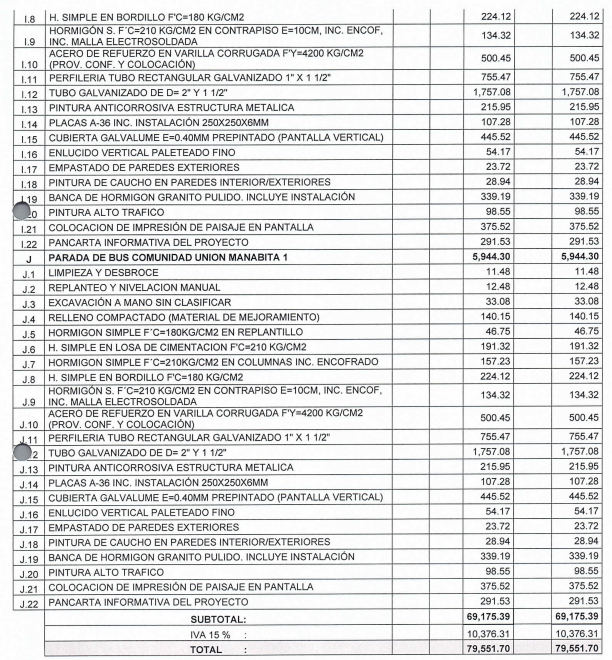 I.8 H. SIMPLE EN BORDILLO F'C=180 KG/CM2 224.12 224.12
HORMIGÓN S. F´C=210 KG/CM2 EN CONTRAPISO E=10CM, INC. ENCOF,
I.9 INC. MALLA ELECTROSOLDADA 134.32 134.32
ACERO DE REFUERZO EN VARILLA CORRUGADA F'Y=4200 KG/CM2
I.10 (PROV. CONF. Y COLOCACIÓN) 500.45 500.45
I.11 PERFILERIA TUBO RECTANGULAR GALVANIZADO 1" X 1 1/2" 755.47 755.47
I.12 TUBO GALVANIZADO DE D= 2" Y 1 1/2" 1,757.08 1,757.08
I.13 PINTURA ANTICORROSIVA ESTRUCTURA METALICA 215.95 215.95
I.14 PLACAS A-36 INC. INSTALACIÓN 250X250X6MM 107.28 107.28
I.15 CUBIERTA GALVALUME E=0.40MM PREPINTADO (PANTALLA VERTICAL) 445.52 445.52
I.16 ENLUCIDO VERTICAL PALETEADO FINO 54.17 54.17
I.17 EMPASTADO DE PAREDES EXTERIORES 23.72 23.72
I.18 PINTURA DE CAUCHO EN PAREDES INTERIOR/EXTERIORES 28.94 28.94
I.19 BANCA DE HORMIGON GRANITO PULIDO. INCLUYE INSTALACIÓN 339.19 339.19
20 PINTURA ALTO TRAFICO 98.55 98.55
I.21 COLOCACION DE IMPRESIÓN DE PAISAJE EN PANTALLA 375.52 375.52
I.22 PANCARTA INFORMATIVA DEL PROYECTO 291.53 291.53
J PARADA DE BUS COMUNIDAD UNION MANABITA 1 5,944.30 5,944.30
J.1 LIMPIEZA Y DESBROCE 11.48 11.48
J.2 REPLANTEO Y NIVELACION MANUAL 12.48 12.48
J.3 EXCAVACIÓN A MANO SIN CLASIFICAR 33.08 33.08
J.4 RELLENO COMPACTADO (MATERIAL DE MEJORAMIENTO) 140.15 140.15
J.5 HORMIGON SIMPLE F´C=180KG/CM2 EN REPLANTILLO 46.75 46.75
J.6 H. SIMPLE EN LOSA DE CIMENTACION F'C=210 KG/CM2 191.32 191.32
J.7 HORMIGON SIMPLE F´C=210KG/CM2 EN COLUMNAS INC. ENCOFRADO 157.23 157.23
J.8 H. SIMPLE EN BORDILLO F'C=180 KG/CM2 224.12 224.12
HORMIGÓN S. F´C=210 KG/CM2 EN CONTRAPISO E=10CM, INC. ENCOF,
J.9 INC. MALLA ELECTROSOLDADA 134.32 134.32
ACERO DE REFUERZO EN VARILLA CORRUGADA F'Y=4200 KG/CM2
J.10 (PROV. CONF. Y COLOCACIÓN) 500.45 500.45
J.11 PERFILERIA TUBO RECTANGULAR GALVANIZADO 1" X 1 1/2" 755.47 755.47
2 TUBO GALVANIZADO DE D= 2" Y 1 1/2" 1,757.08 1,757.08
J.13 PINTURA ANTICORROSIVA ESTRUCTURA METALICA 215.95 215.95
J.14 PLACAS A-36 INC. INSTALACIÓN 250X250X6MM 107.28 107.28
J.15 CUBIERTA GALVALUME E=0.40MM PREPINTADO (PANTALLA VERTICAL) 445.52 445.52
J.16 ENLUCIDO VERTICAL PALETEADO FINO 54.17 54.17
J.17 EMPASTADO DE PAREDES EXTERIORES 23.72 23.72
J.18 PINTURA DE CAUCHO EN PAREDES INTERIOR/EXTERIORES 28.94 28.94
J.19 BANCA DE HORMIGON GRANITO PULIDO. INCLUYE INSTALACIÓN 339.19 339.19
J.20 PINTURA ALTO TRAFICO 98.55 98.55
J.21 COLOCACION DE IMPRESIÓN DE PAISAJE EN PANTALLA 375.52 375.52
J.22 PANCARTA INFORMATIVA DEL PROYECTO 291.53 291.53
SUBTOTAL: 69,175.39 69,175.39
IVA 15 % : 10,376.31 10,376.31
TOTAL : 79,551.70 79,551.70